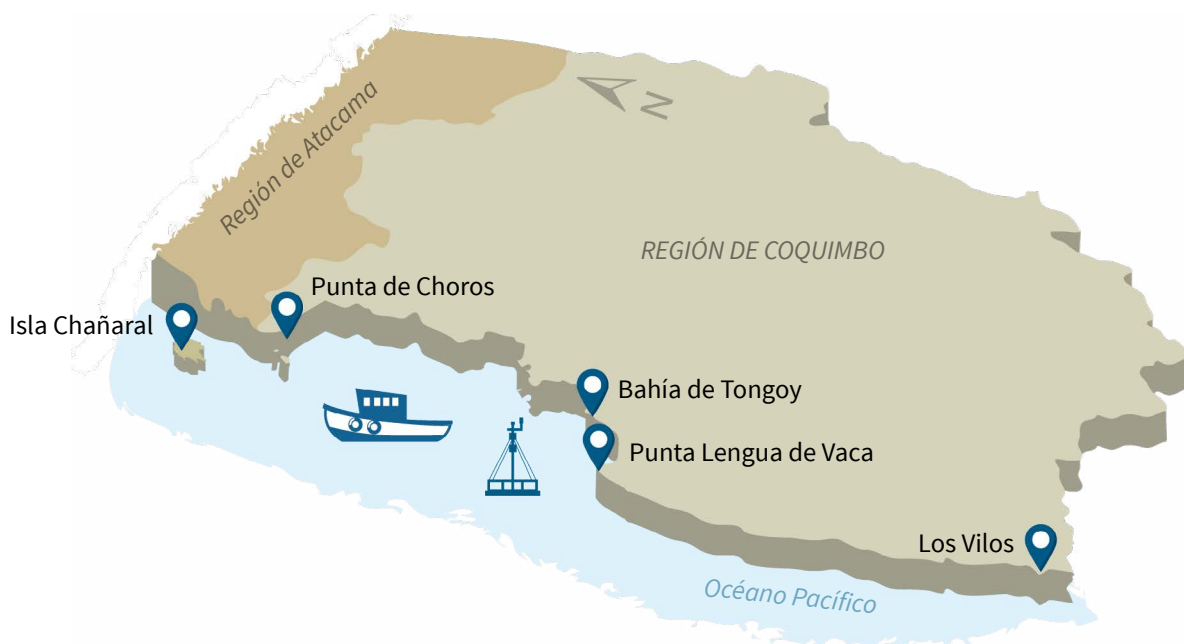 Región de Atacama
N
REGIÓN DE COQUIMBO
Punta de Choros
Isla Chañaral
Bahía de Tongoy
Punta Lengua de Vaca
Los Vilos
Océano Pacífico